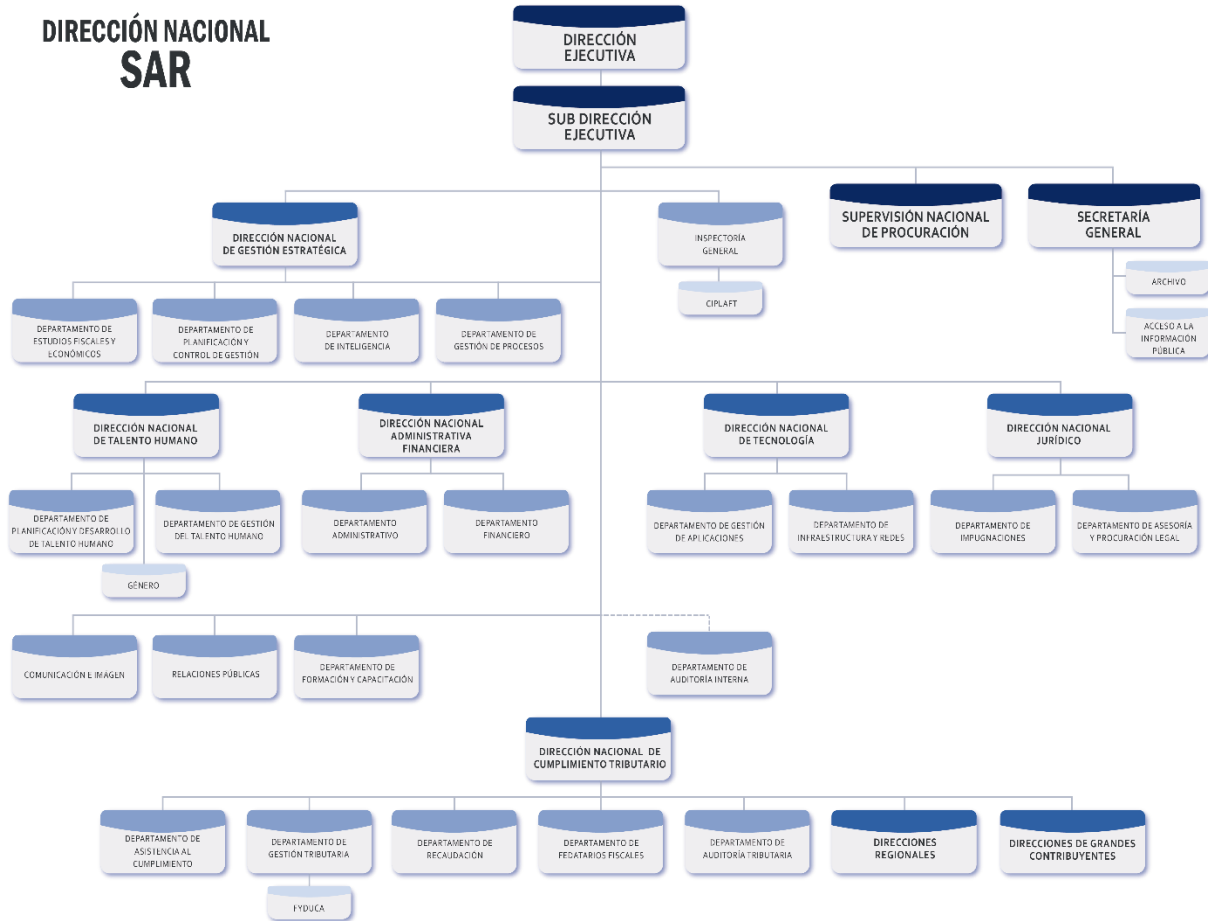 DIRECCIÓN NACIONAL
SAR
DIRECCIÓN
EJECUTIVA
SUB DIRECCIÓN
EJECUTIVA
SUPERVISIÓN NACIONAL
DE PROCURACIÓN
SECRETARÍA
GENERAL
ARCHIVO
ACCESO A LA
INFORMACIÓN
PÚBLICA
DIRECCIÓN NACIONAL
DE GESTIÓN ESTRATÉGICA
INSPECTORÍA
GENERAL
CIPLAFT
DEPARTAMENTO DE
ESTUDIOS FISCALES Y
ECONÓMICOS
DEPARTAMENTO DE
PLANIFICACIÓN Y
CONTROL DE GESTIÓN
DEPARTAMENTO
DE INTELIGENCIA
DEPARTAMENTO DE
GESTIÓN DE PROCESOS
DIRECCIÓN NACIONAL
DE TALENTO HUMANO
DIRECCIÓN NACIONAL
ADMINISTRATIVA
FINANCIERA
DIRECCIÓN NACIONAL
DE TECNOLOGÍA
DIRECCIÓN NACIONAL
JURÍDICO
DEPARTAMENTO DE
PLANIFICACIÓN Y DESARROLLO
DE TALENTO HUMANO
DEPARTAMENTO DE GESTIÓN
DEL TALENTO HUMANO
GÉNERO
DEPARTAMENTO
ADMINISTRATIVO
DEPARTAMENTO
FINANCIERO
DEPARTAMENTO DE GESTIÓN
DE APLICACIONES
DEPARTAMENTO DE
INFRAESTRUCTURA Y REDES
DEPARTAMENTO DE
IMPUGNACIONES
DEPARTAMENTO DE ASESORÍA
Y PROCURACIÓN LEGAL
COMUNICACIÓN E IMÁGEN
RELACIONES PÚBLICAS
DEPARTAMENTO DE
FORMACIÓN Y CAPACITACIÓN
DEPARTAMENTO DE
AUDITORÍA INTERNA
DIRECCIÓN NACIONAL DE
CUMPLIMIENTO TRIBUTARIO
DEPARTAMENTO DE
ASISTENCIA AL
CUMPLIMIENTO
DEPARTAMENTO DE
GESTIÓN TRIBUTARIA
FYDUCA
DEPARTAMENTO DE
RECAUDACIÓN
DEPARTAMENTO DE
FEDATARIOS FISCALES
DEPARTAMENTO DE
AUDITORÍA TRIBUTARIA
DIRECCIONES
REGIONALES
DIRECCIONES DE GRANDES
CONTRIBUYENTES